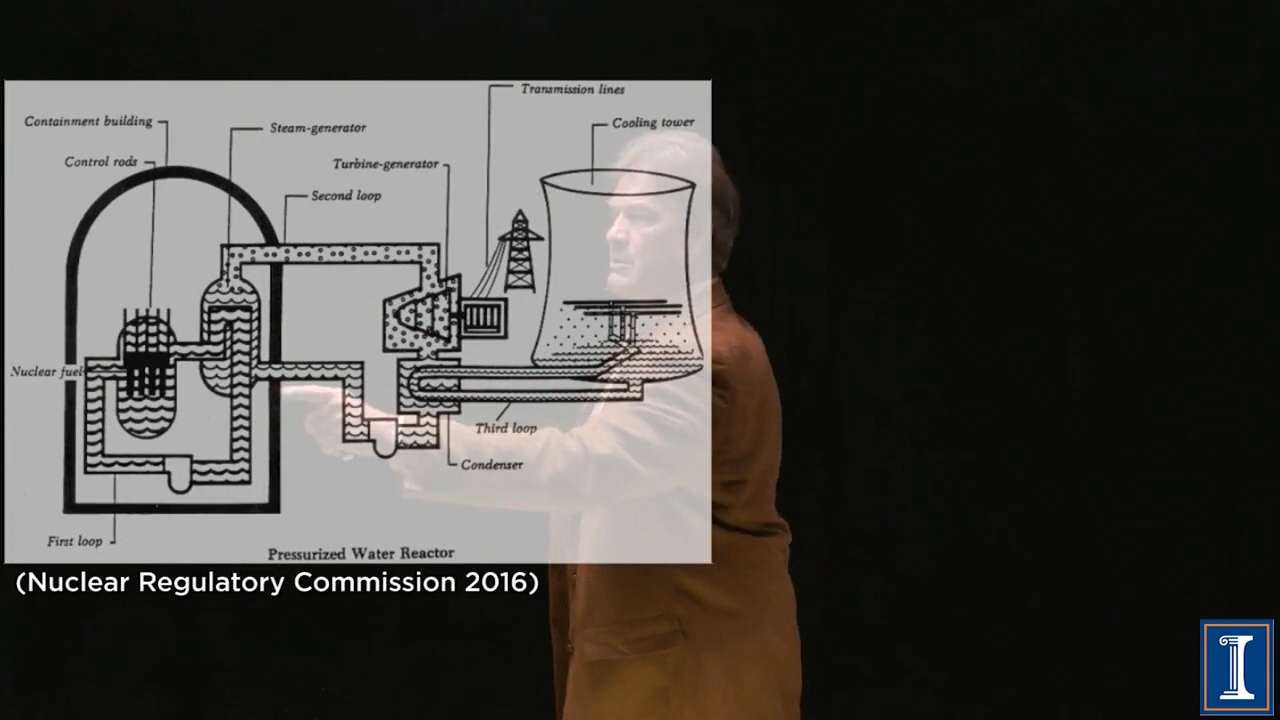 Transmission lines
Containment building
Steam-generator
Cooling tower
Control rods
Turbine-generator
Second loop
Nuclear fuel
Third loop
Condenser
First loop
Pressurized Water Reactor
(Nuclear Regulatory Commission 2016)
I